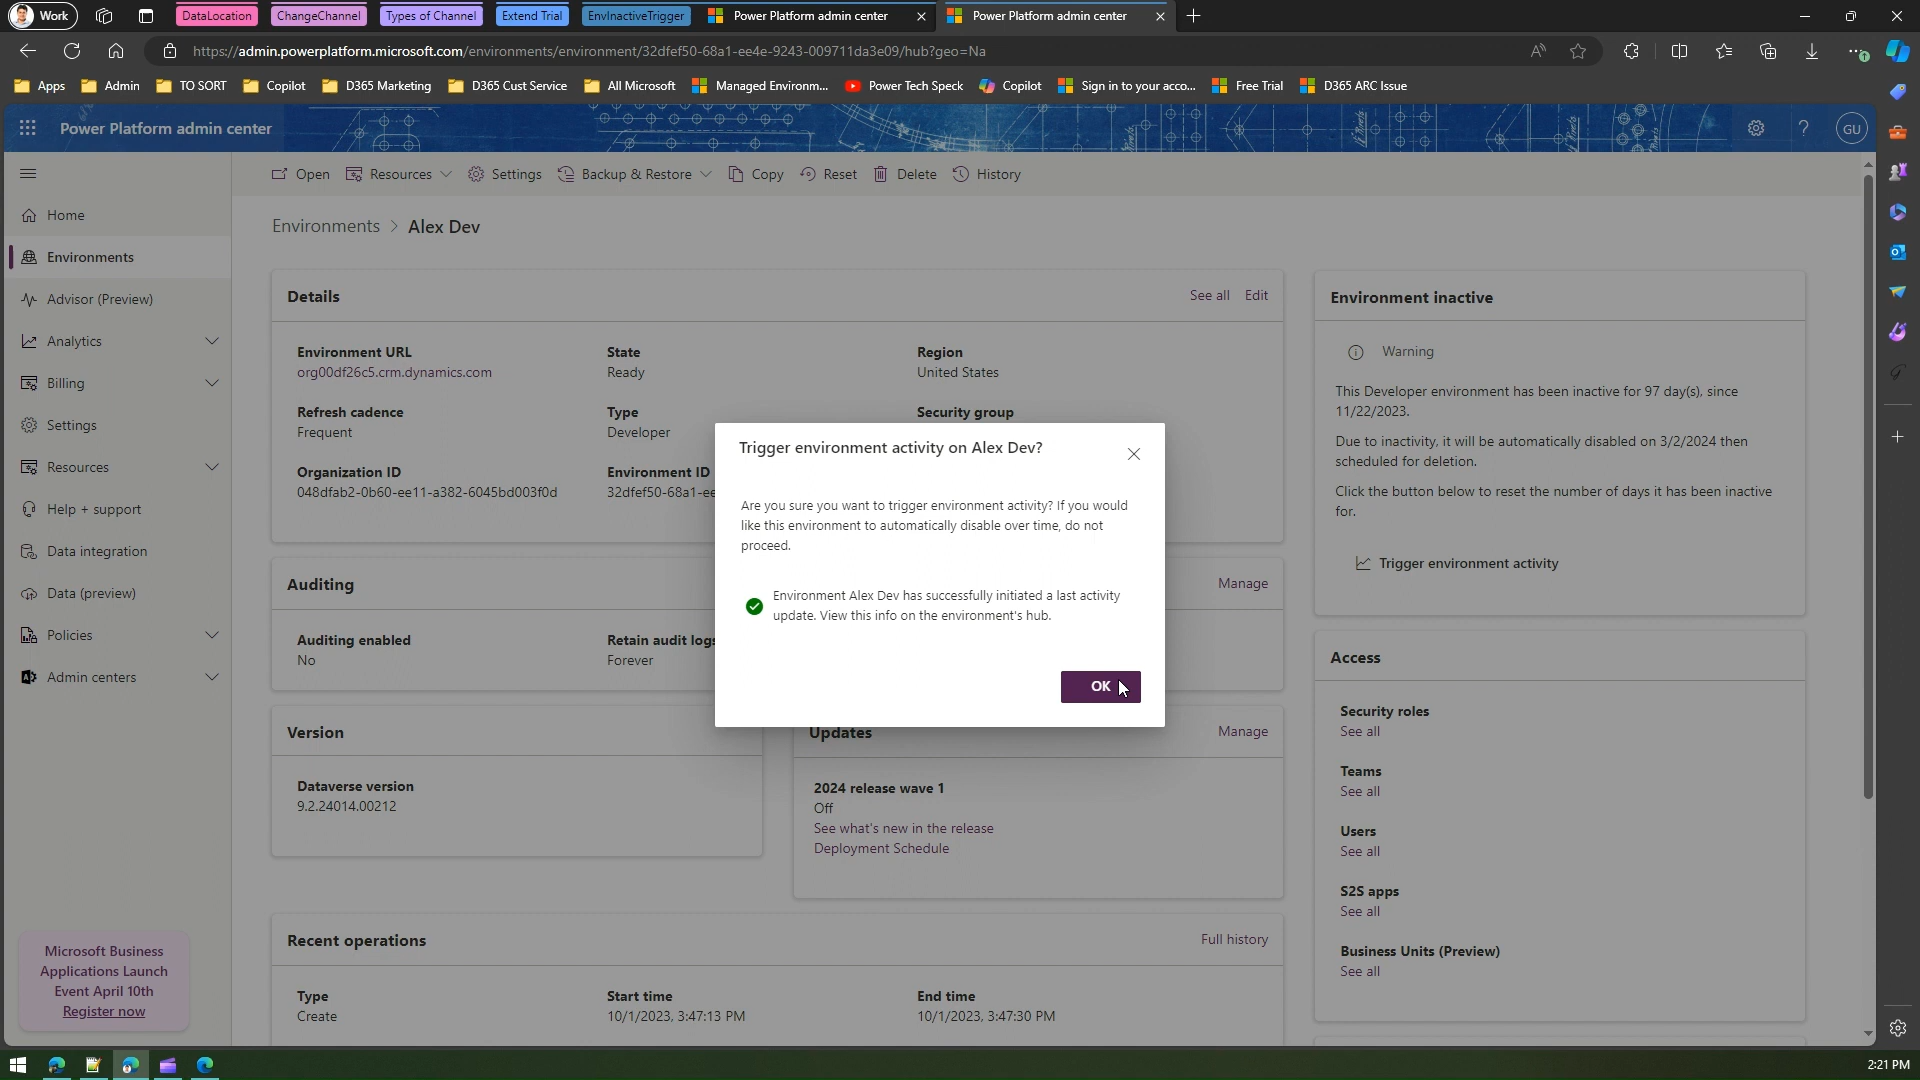 Work
DataLocation
ChangeChannel
Types of Channel
Extend Trial
EnvInactiveTrigger
Power Platform admin center
Power Platform admin center
https://admin.powerplatform.microsoft.com/environments/environment/32dfef50-68a1-ee4e-9243-009711da3e09/hub?geo=Na
Apps
Admin
TO SORT
Copilot
D365 Marketing
D365 Cust Service
All Microsoft
Managed Environm...
Power Tech Speck
Copilot
Sign in to your acco...
Free Trial
D365 ARC Issue
Power Platform admin center
?
GU
Open
Resources
Settings
Backup & Restore
Copy
Reset
Delete
History
Home
Environments
Advisor (Preview)
Analytics
Billing
Settings
Resources
Help + support
Data integration
Data (preview)
Policies
Admin centers
Microsoft Business
Applications Launch
Event April 10th
Register now
Environments > Alex Dev
Details
See all
Edit
Environment URL
org00df26c5.crm.dynamics.com
State
Ready
Region
United States
Refresh cadence
Frequent
Type
Developer
Security group
Organization ID
048dfab2-0b60-ee11-a382-6045bd003f0d
Environment ID
32dfef50-68a1-ee
Auditing
Manage
Auditing enabled
No
Retain audit logs
Forever
Version
Dataverse version
9.2.24014.00212
Updates
Manage
2024 release wave 1
Off
See what's new in the release
Deployment Schedule
Recent operations
Full history
Type
Create
Start time
10/1/2023, 3:47:13 PM
End time
10/1/2023, 3:47:30 PM
Trigger environment activity on Alex Dev?
Are you sure you want to trigger environment activity? If you would
like this environment to automatically disable over time, do not
proceed.
Environment Alex Dev has successfully initiated a last activity
update. View this info on the environment's hub.
OK
Environment inactive
Warning
This Developer environment has been inactive for 97 day(s), since
11/22/2023.
Due to inactivity, it will be automatically disabled on 3/2/2024 then
scheduled for deletion.
Click the button below to reset the number of days it has been inactive
for.
Trigger environment activity
Access
Security roles
See all
Teams
See all
Users
See all
S2S apps
See all
Business Units (Preview)
See all
2:21 PM